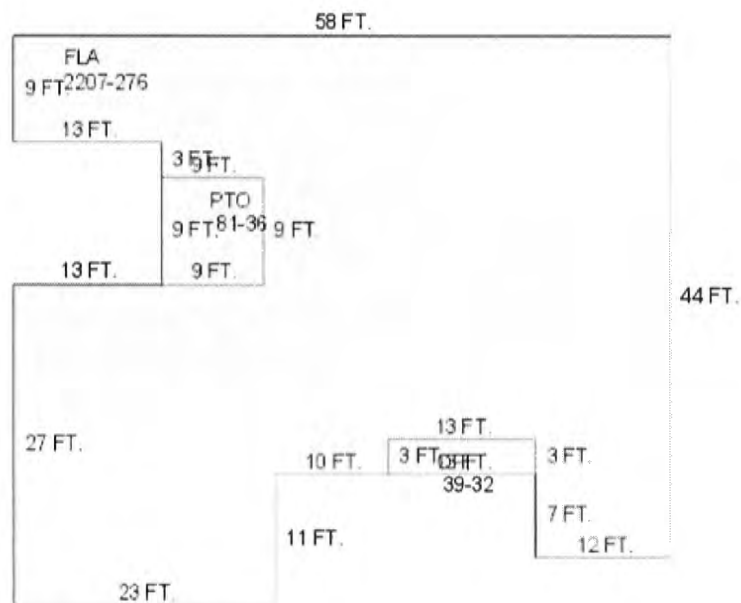 58 FT.
FLA
2207-276
9 FT.
13 FT.
3 FT.
9 FT.
PTO
81-36
9 FT.
9 FT.
13 FT.
9 FT.
44 FT.
27 FT.
13 FT.
10 FT.
3 FT.
13 FT.
3 FT.
39-32
7 FT.
11 FT.
12 FT.
23 FT.